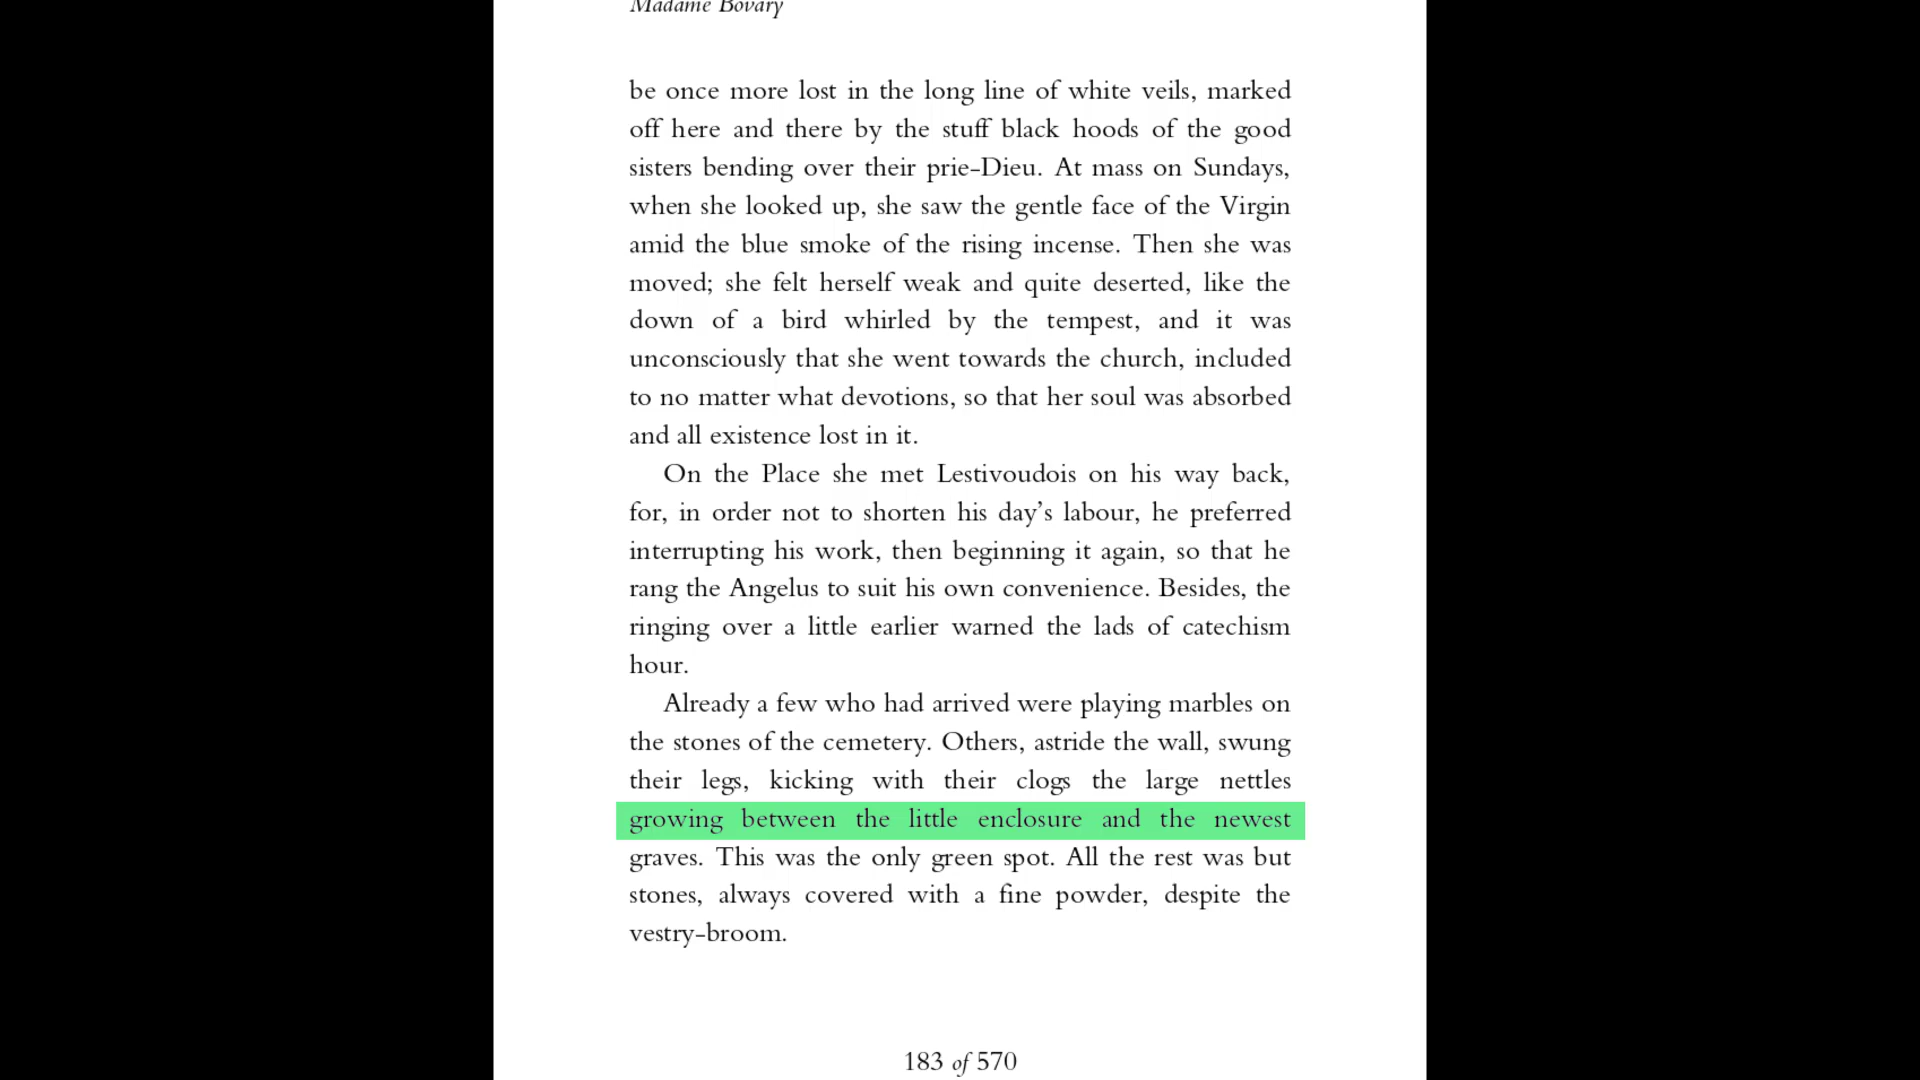 Madame Bovary
be once more lost in the long line of white veils, marked
off here and there by the stuff black hoods of the good
sisters bending over their prie-Dieu. At mass on Sundays,
when she looked up, she saw the gentle face of the Virgin
amid the blue smoke of the rising incense. Then she was
moved; she felt herself weak and quite deserted, like the
down of a bird whirled by the tempest, and it was
unconsciously that she went towards the church, included
to no matter what devotions, so that her soul was absorbed
and all existence lost in it.
On the Place she met Lestivoudois on his way back,
for, in order not to shorten his day’s labour, he preferred
interrupting his work, then beginning it again, so that he
rang the Angelus to suit his own convenience. Besides, the
ringing over a little earlier warned the lads of catechism
hour.
Already a few who had arrived were playing marbles on
the stones of the cemetery. Others, astride the wall, swung
their legs, kicking with their clogs the large nettles
growing between the little enclosure and the newest
graves. This was the only green spot. All the rest was but
stones, always covered with a fine powder, despite the
vestry-broom.
183 of 570